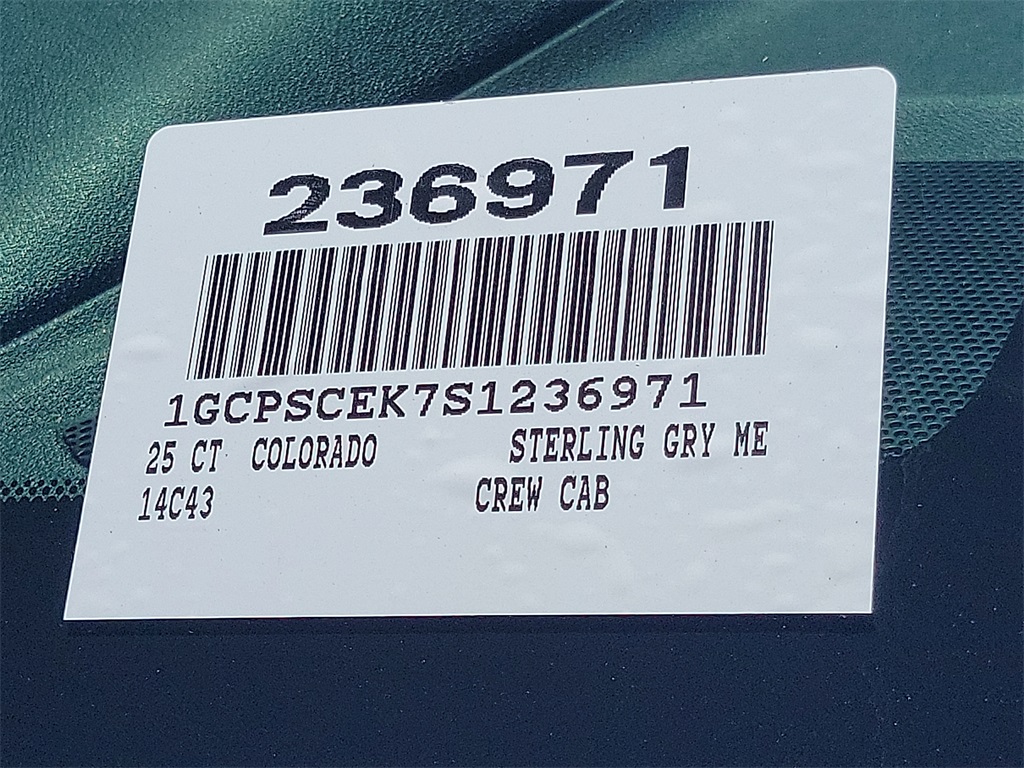 236971
1GCPSCEK7S1236971
25 CT COLORADO STERLING GRY ME
14C43 CREW CAB